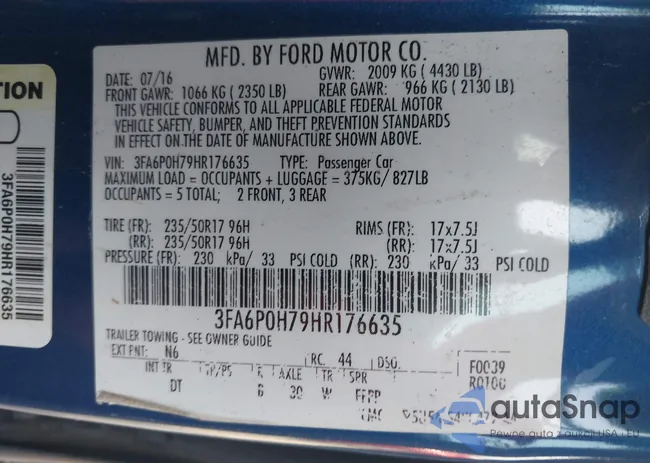 MFD. BY FORD MOTOR CO.
DATE: 07/16 GVWR: 2009 KG ( 4430 LB)
FRONT GAWR: 1066 KG ( 2350 LB) REAR GAWR: 966 KG ( 2130 LB)
THIS VEHICLE CONFORMS TO ALL APPLICABLE FEDERAL MOTOR
VEHICLE SAFETY, BUMPER, AND THEFT PREVENTION STANDARDS
IN EFFECT ON THE DATE OF MANUFACTURE SHOWN ABOVE.
VIN: 3FA6P0H79HR176635 TYPE: Passenger Car
MAXIMUM LOAD = OCCUPANTS + LUGGAGE = 375KG/ 827LB
OCCUPANTS = 5 TOTAL; 2 FRONT, 3 REAR
TIRE (FR): 235/50R17 96H RIMS (FR): 17x7.5J
(RR): 235/50R17 96H (RR): 17x7.5J
PRESSURE (FR): 230 kPa/ 33 PSI COLD (RR): 230 kPa/ 33 PSI COLD
3FA6P0H79HR176635
TRAILER TOWING - SEE OWNER GUIDE
EXT PNT: N6 RC: 44 DSO: F0039
INT TR TP/PS R AXLE TR SPR R0100
DT B 30 W
TION
3FA6P0H79HR176635
autoSnap